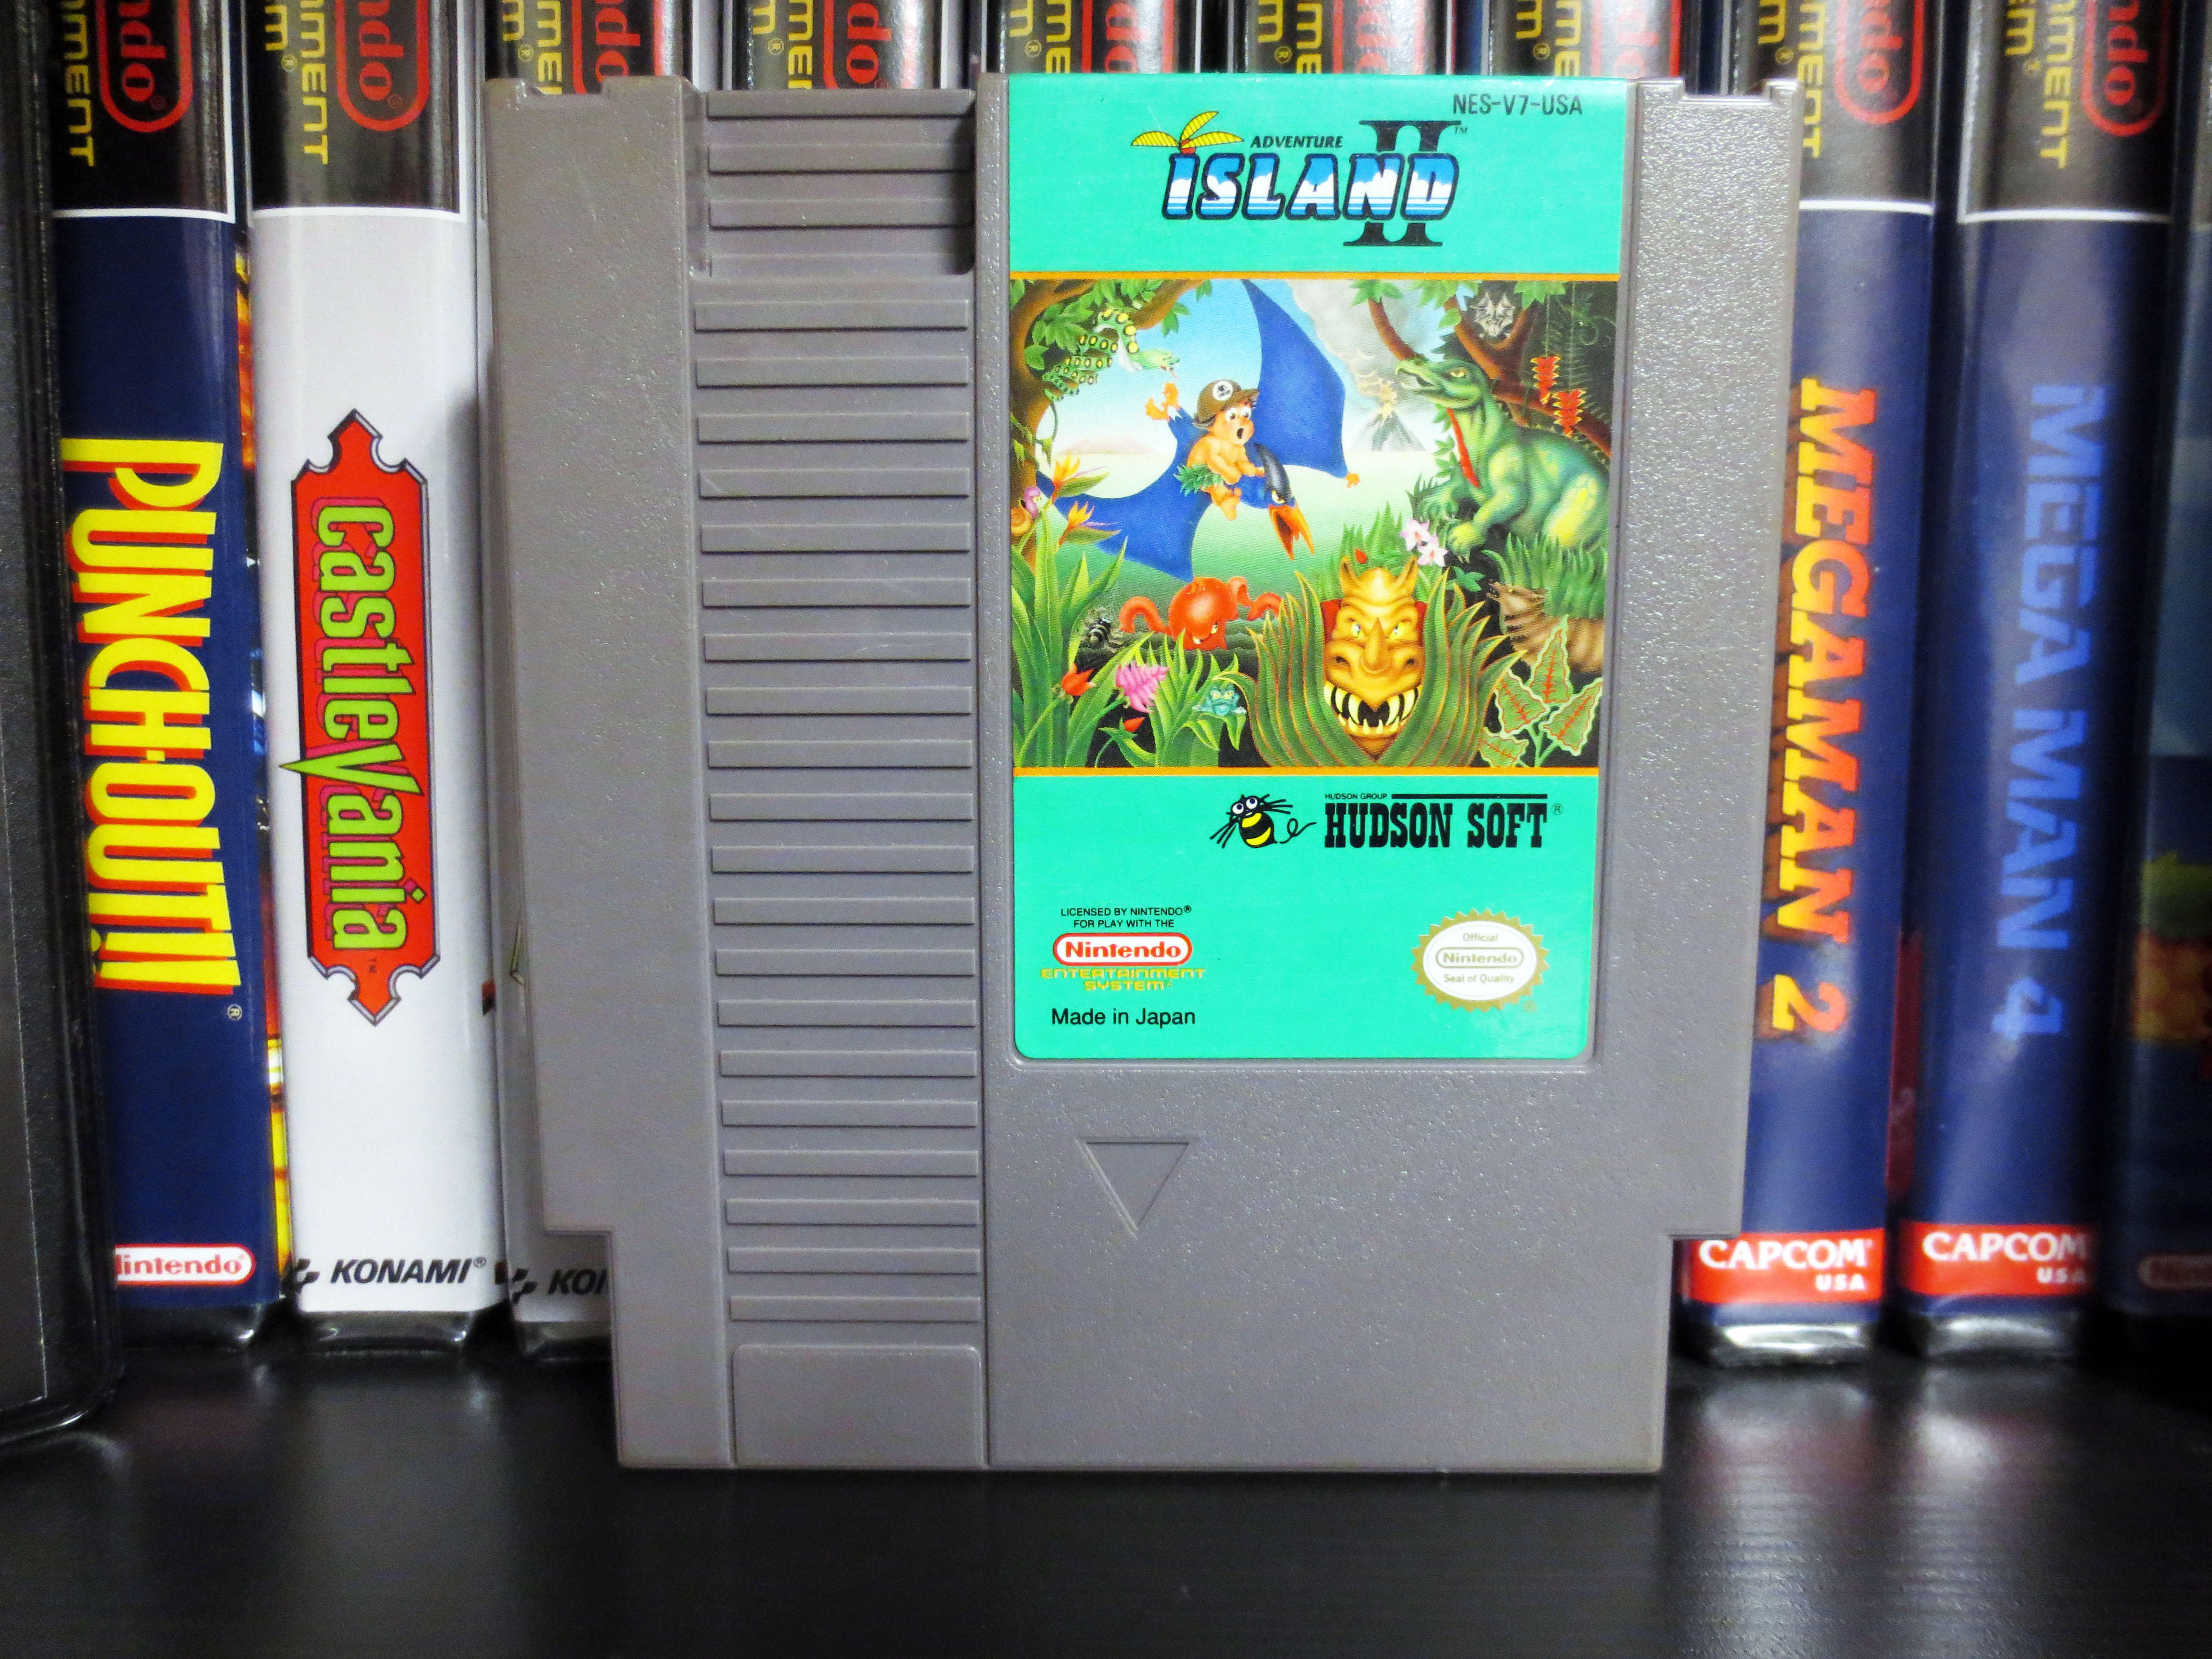 NES-V7-USA
ADVENTURE
ISLAND II™
HUDSON GROUP
HUDSON SOFT®
LICENSED BY NINTENDO®
FOR PLAY WITH THE
Nintendo
ENTERTAINMENT
SYSTEM
Made in Japan
Official
Nintendo
Seal of Quality
PUNCH-OUT!!®
Nintendo®
Castlevania™
KONAMI®
MEGAMAN 2
CAPCOM®
USA
MEGA MAN 4
CAPCOM
USA